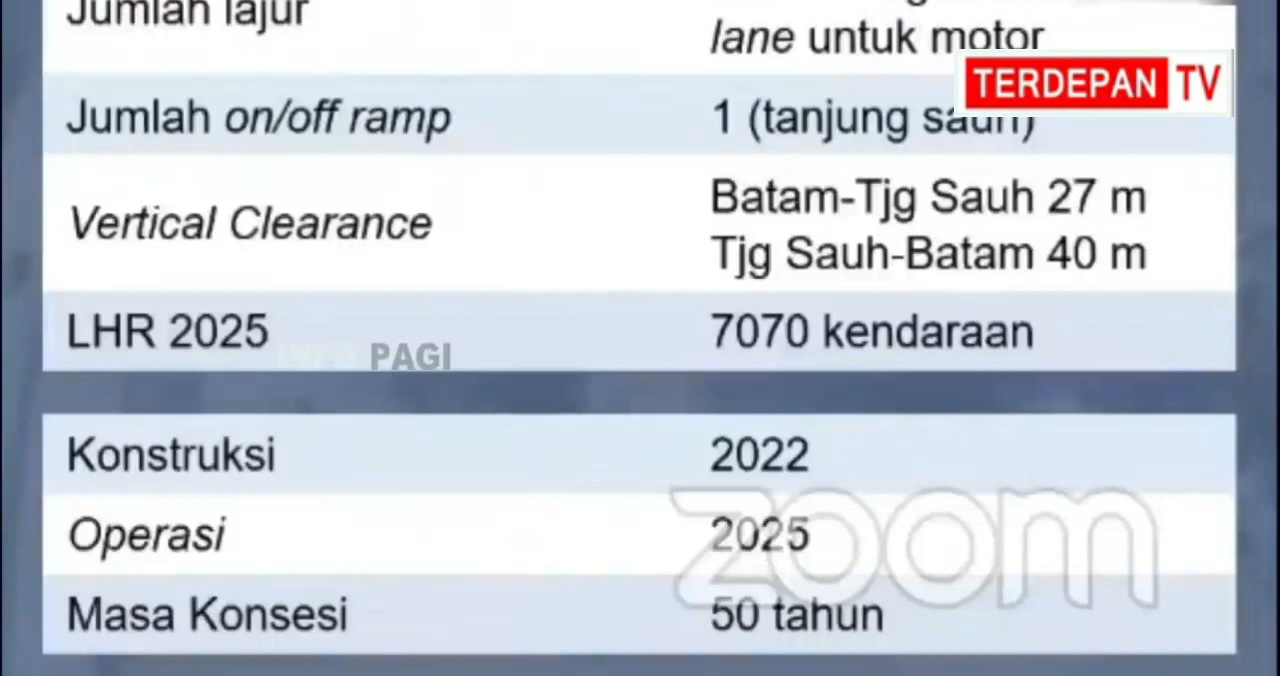 Jumlah lajur
lane untuk motor
TERDEPAN TV
Jumlah on/off ramp 1 (tanjung sauh)
Vertical Clearance
Batam-Tjg Sauh 27 m
Tjg Sauh-Batam 40 m
LHR 2025 7070 kendaraan
INFO PAGI
Konstruksi 2022
Operasi 2025
Masa Konsesi 50 tahun
zoom